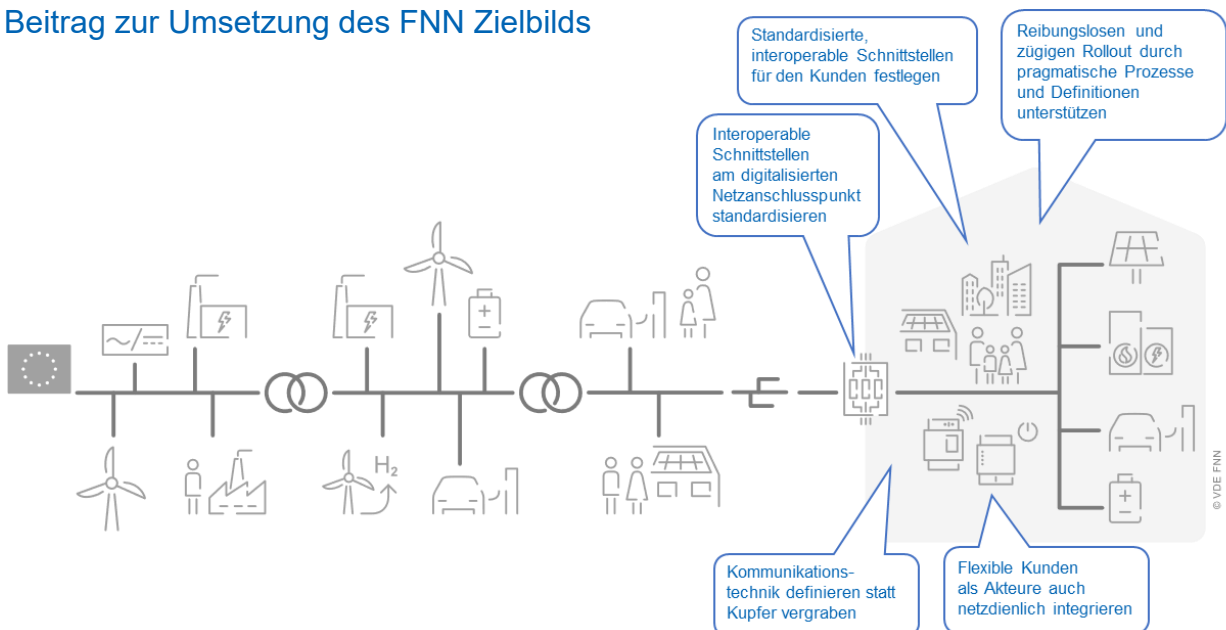 Beitrag zur Umsetzung des FNN Zielbilds
Standardisierte,
interoperable Schnittstellen
für den Kunden festlegen
Reibungslosen und
zügigen Rollout durch
pragmatische Prozesse
und Definitionen
unterstützen
Interoperable
Schnittstellen
am digitalisierten
Netzanschlusspunkt
standardisieren
H₂
Kommunikations-
technik definieren statt
Kupfer vergraben
Flexible Kunden
als Akteure auch
netzdienlich integrieren
© VDE FNN